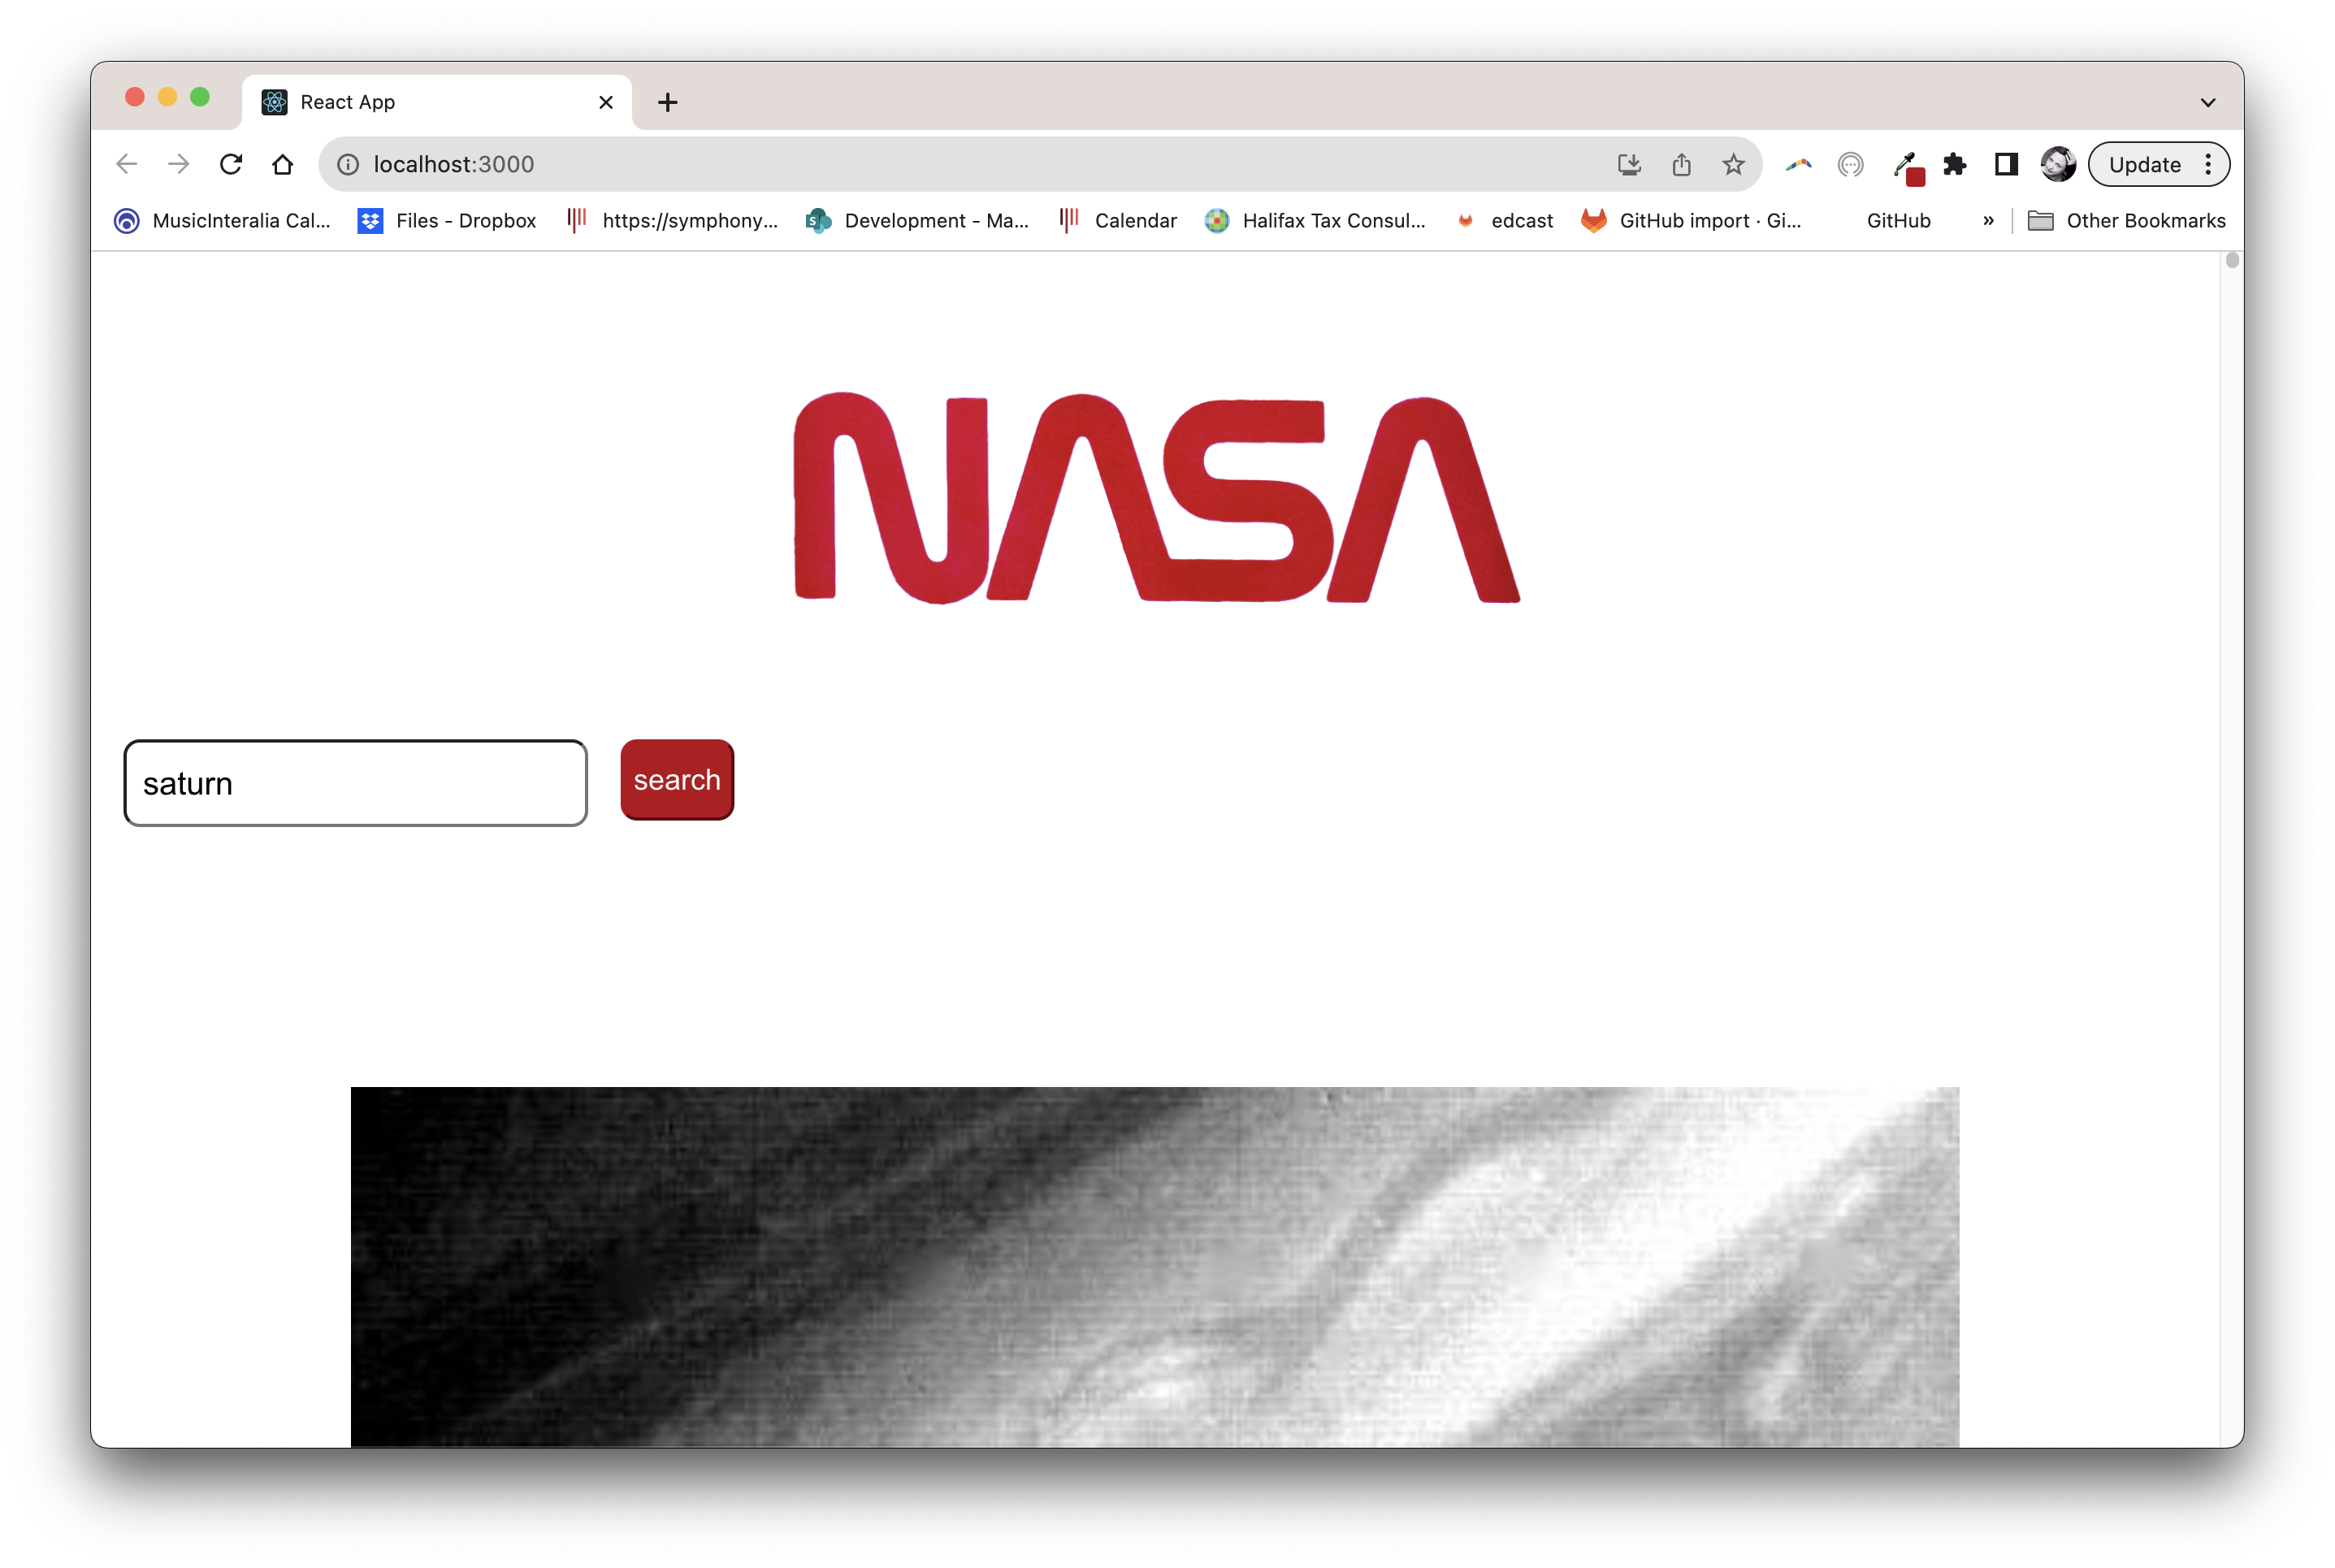 React App
localhost:3000
Update
MusicInteralia Cal... Files - Dropbox https://symphony... Development - Ma... Calendar Halifax Tax Consul... edcast GitHub import · Gi... GitHub » Other Bookmarks
NASA
saturn search